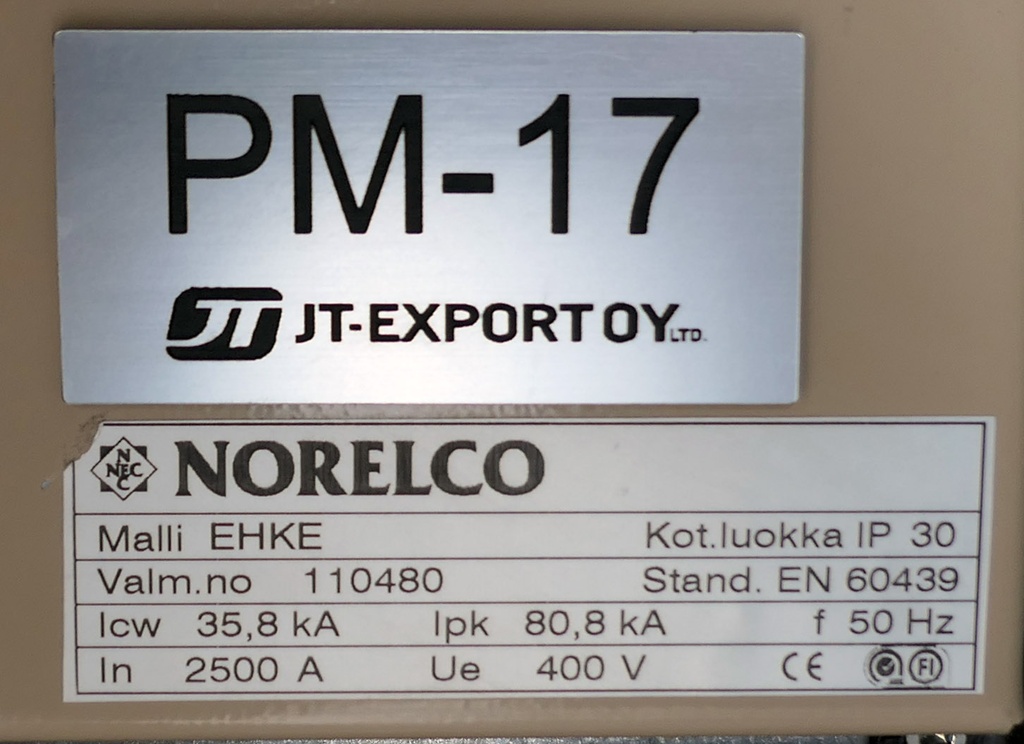 PM-17
JT JT-EXPORT OY LTD.
NNECC NORELCO
Malli EHKE Kot.luokka IP 30
Valm.no 110480 Stand. EN 60439
Icw 35,8 kA Ipk 80,8 kA f 50 Hz
In 2500 A Ue 400 V CE FI